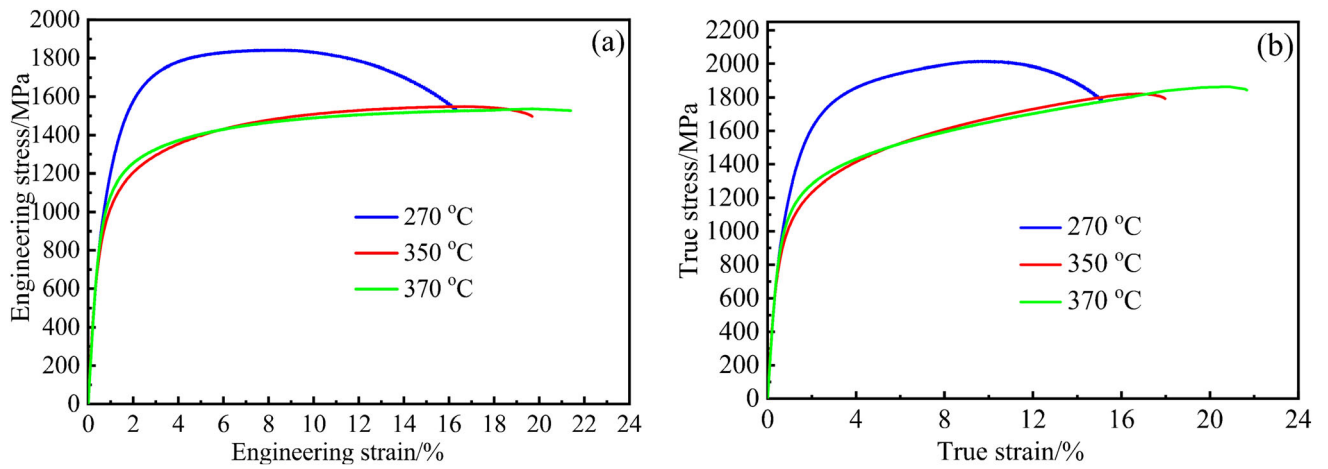 (a)
Engineering stress/MPa
2000
1800
1600
1400
1200
1000
800
600
400
200
0
270 °C
350 °C
370 °C
0 2 4 6 8 10 12 14 16 18 20 22 24
Engineering strain/%
(b)
True stress/MPa
2200
2000
1800
1600
1400
1200
1000
800
600
400
200
0
270 °C
350 °C
370 °C
0 4 8 12 16 20 24
True strain/%